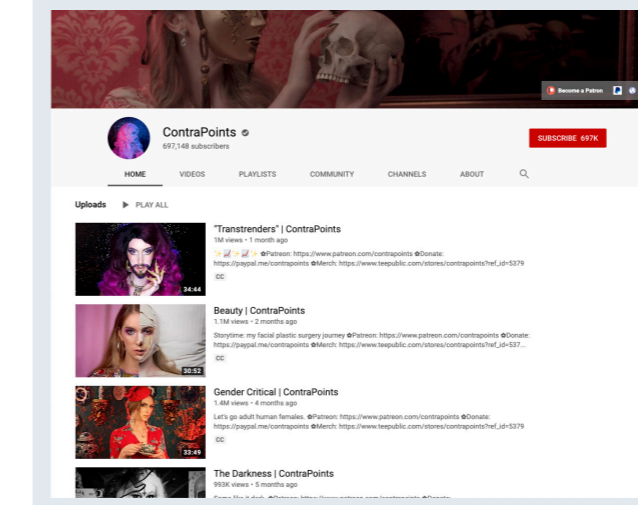 Become a Patron
ContraPoints
697,148 subscribers
SUBSCRIBE 697K
HOME VIDEOS PLAYLISTS COMMUNITY CHANNELS ABOUT
Uploads PLAY ALL
"Transtrenders" | ContraPoints
1M views • 1 month ago
✨📈✨📈✨ ✿Patreon: https://www.patreon.com/contrapoints ✿Donate:
https://paypal.me/contrapoints ✿Merch: https://www.teepublic.com/stores/contrapoints?ref_id=5379
34:44
CC
Beauty | ContraPoints
1.1M views • 2 months ago
Storytime: my facial plastic surgery journey ✿Patreon: https://www.patreon.com/contrapoints ✿Donate:
https://paypal.me/contrapoints ✿Merch: https://www.teepublic.com/stores/contrapoints?ref_id=537...
30:52
CC
Gender Critical | ContraPoints
1.4M views • 4 months ago
Let's go adult human females. ✿Patreon: https://www.patreon.com/contrapoints ✿Donate:
https://paypal.me/contrapoints ✿Merch: https://www.teepublic.com/stores/contrapoints?ref_id=5379
33:49
CC
The Darkness | ContraPoints
993K views • 5 months ago